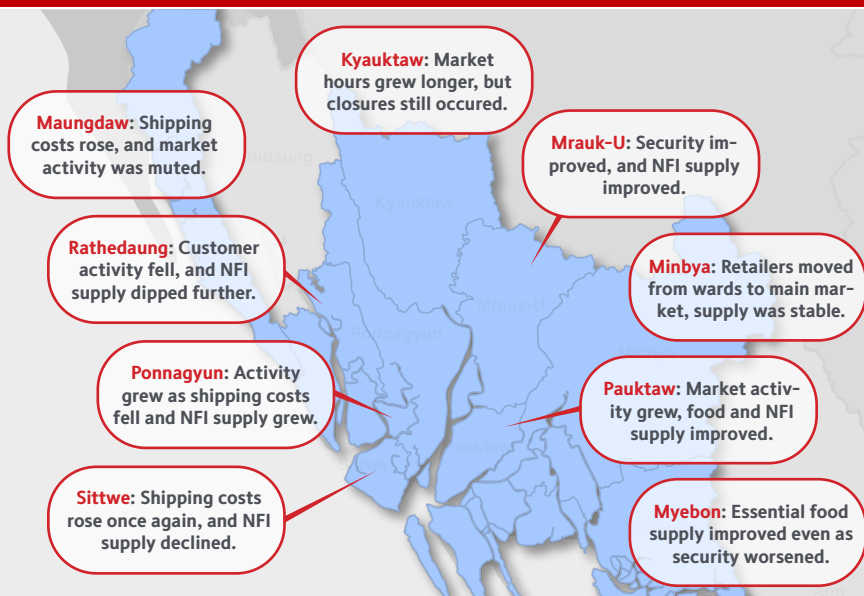 Kyauktaw: Market
hours grew longer, but
closures still occured.
Maungdaw: Shipping
costs rose, and market
activity was muted.
Mrauk-U: Security im-
proved, and NFI supply
improved.
Kyauktaw
Rathedaung: Customer
activity fell, and NFI
supply dipped further.
Minbya: Retailers moved
from wards to main mar-
ket, supply was stable.
Mrauk-U
Ponnagyun
Ponnagyun: Activity
grew as shipping costs
fell and NFI supply grew.
Pauktaw: Market activ-
ity grew, food and NFI
supply improved.
Pauktaw
Sittwe: Shipping costs
rose once again, and NFI
supply declined.
Myebon: Essential food
supply improved even as
security worsened.
Ann